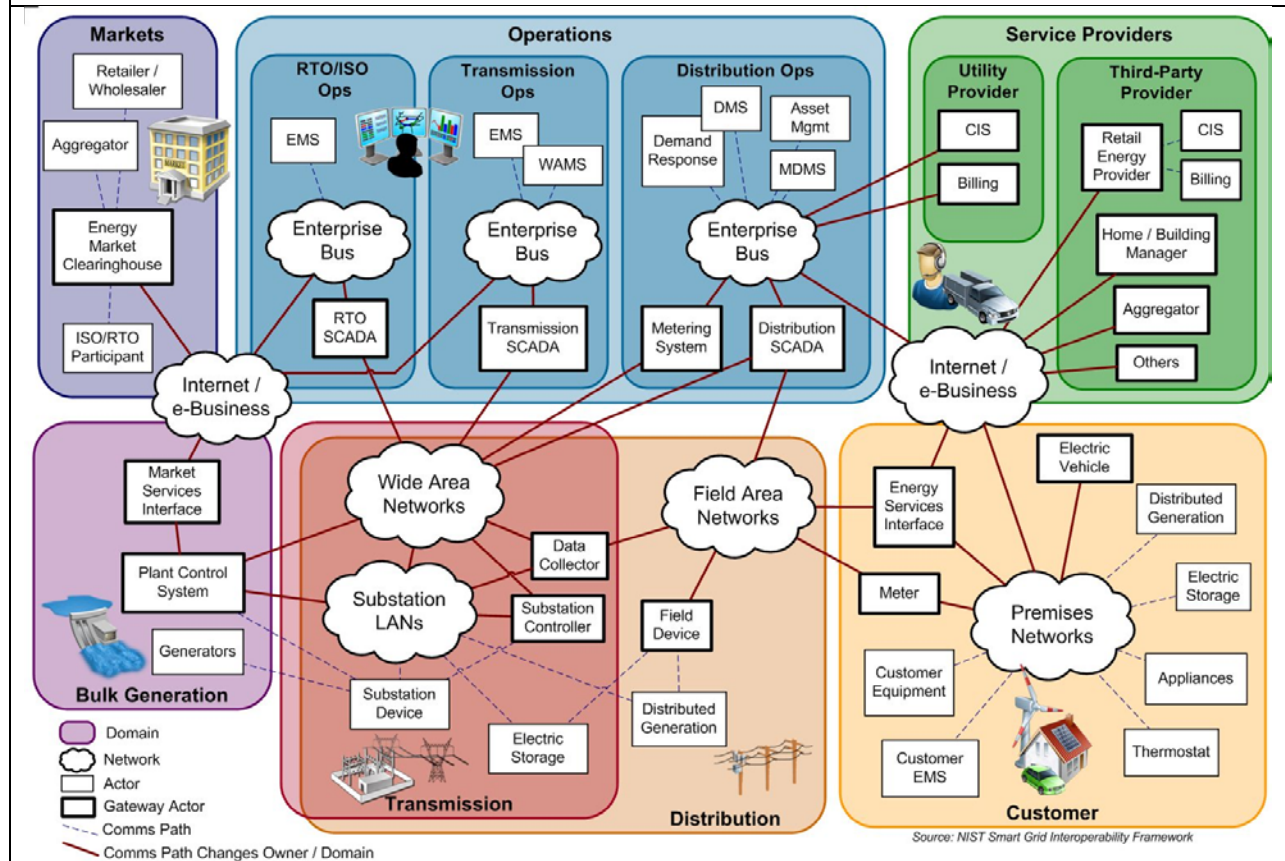 Markets
Retailer /
Wholesaler
Aggregator
Energy
Market
Clearinghouse
ISO/RTO
Participant
MARKET
Operations
RTO/ISO
Ops
EMS
Enterprise
Bus
RTO
SCADA
Transmission
Ops
EMS
WAMS
Enterprise
Bus
Transmission
SCADA
Distribution Ops
DMS
Asset
Mgmt
Demand
Response
MDMS
Enterprise
Bus
Metering
System
Distribution
SCADA
Service Providers
Utility
Provider
CIS
Billing
Third-Party
Provider
Retail
Energy
Provider
CIS
Billing
Home / Building
Manager
Aggregator
Others
Internet /
e-Business
Internet /
e-Business
Market
Services
Interface
Plant Control
System
Generators
Bulk Generation
Wide Area
Networks
Substation
LANs
Data
Collector
Substation
Controller
Substation
Device
Electric
Storage
Transmission
Field Area
Networks
Field
Device
Distributed
Generation
Distribution
Energy
Services
Interface
Meter
Electric
Vehicle
Distributed
Generation
Electric
Storage
Premises
Networks
Customer
Equipment
Appliances
Customer
EMS
Thermostat
Customer
Domain
Network
Actor
Gateway Actor
Comms Path
Comms Path Changes Owner / Domain
Source: NIST Smart Grid Interoperability Framework